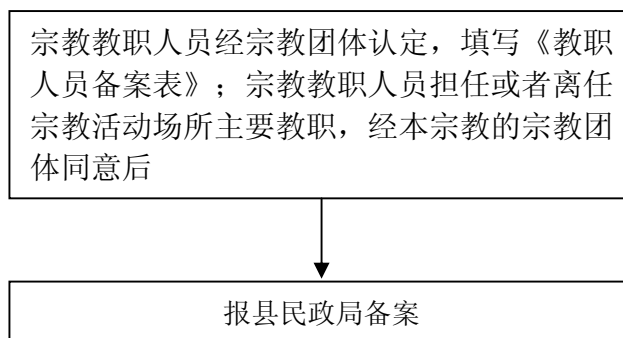 宗教教职人员经宗教团体认定，填写《教职
人员备案表》；宗教教职人员担任或者离任
宗教活动场所主要教职，经本宗教的宗教团
体同意后
报县民政局备案